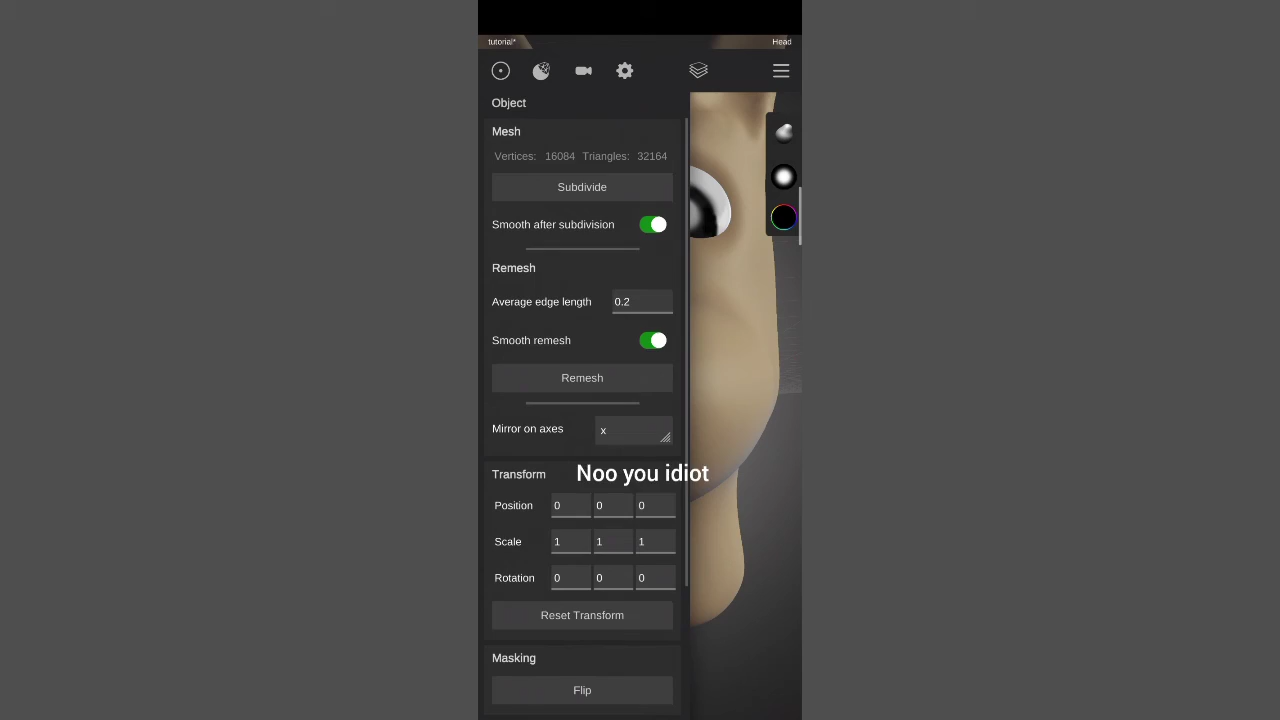 tutorial* Head
Object
Mesh
Vertices: 16084 Triangles: 32164
Subdivide
Smooth after subdivision
Remesh
Average edge length 0.2
Smooth remesh
Remesh
Mirror on axes x
Transform
Noo you idiot
Position 0 0 0
Scale 1 1 1
Rotation 0 0 0
Reset Transform
Masking
Flip